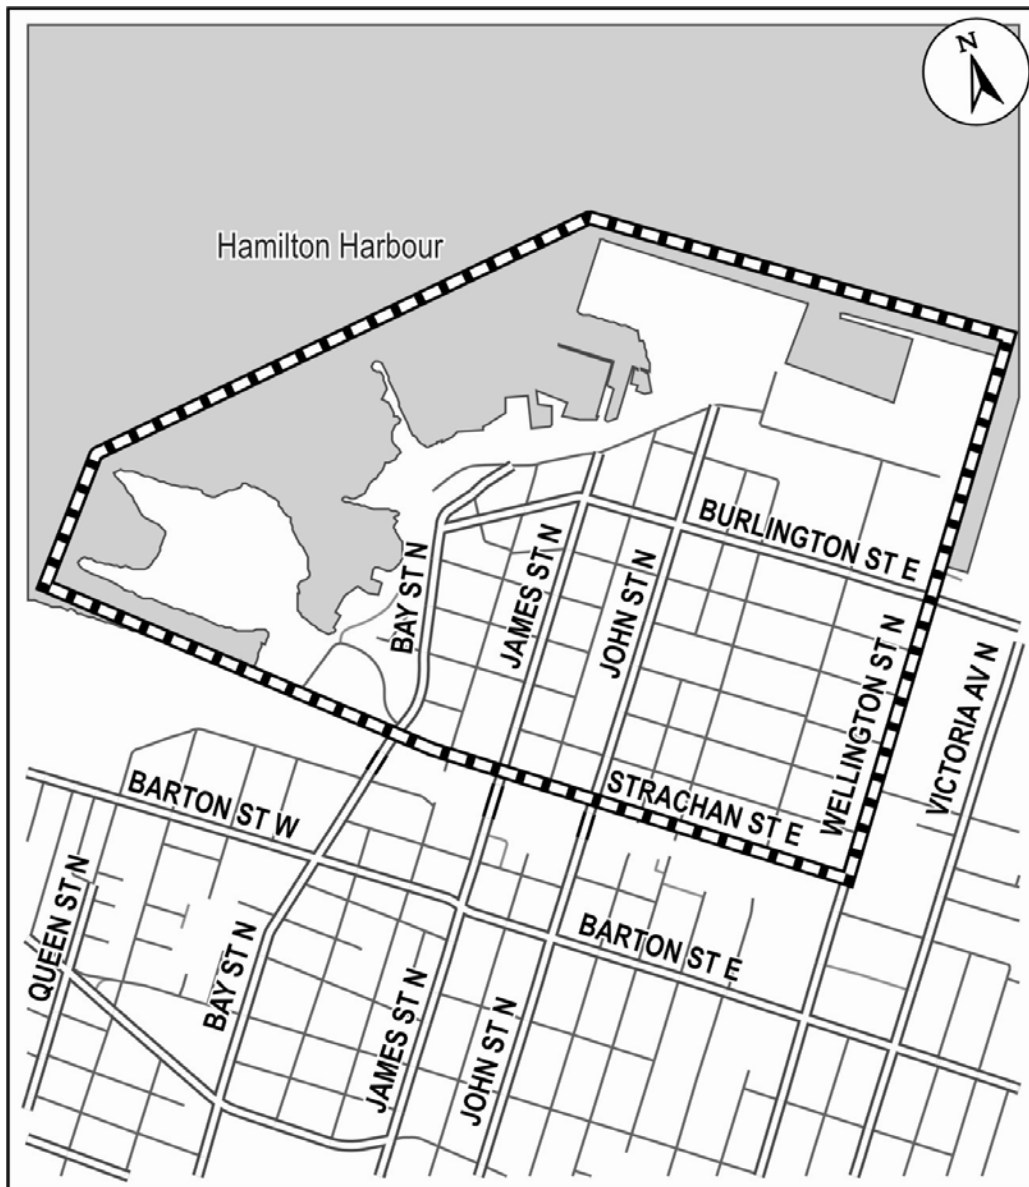 N
Hamilton Harbour
BURLINGTON ST E
BAY ST N
JAMES ST N
JOHN ST N
WELLINGTON ST N
VICTORIA AV N
STRACHAN ST E
BARTON ST W
QUEEN ST N
BAY ST N
BARTON ST E
JAMES ST N
JOHN ST N